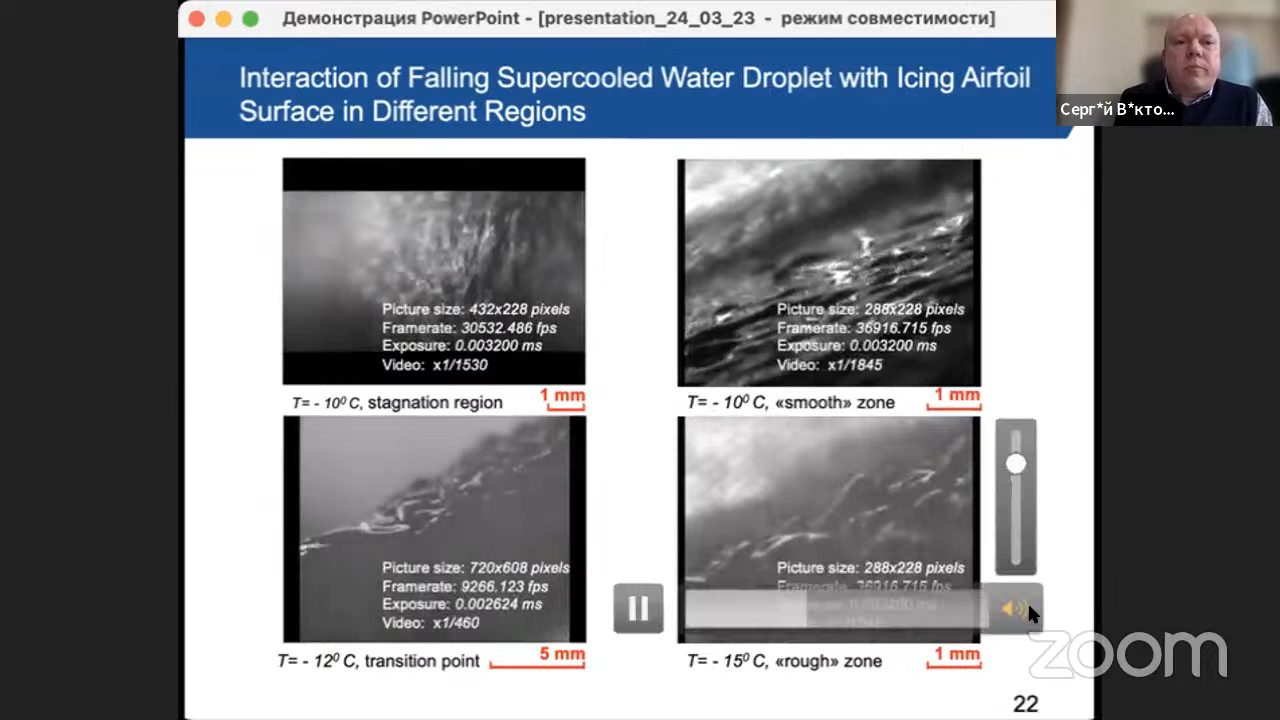 Демонстрация PowerPoint - [presentation_24_03_23 - режим совместимости]
Interaction of Falling Supercooled Water Droplet with Icing Airfoil
Surface in Different Regions
Серг*й В*кто...
Picture size: 432x228 pixels
Framerate: 30532.486 fps
Exposure: 0.003200 ms
Video: x1/1530
T= - 10⁰ C, stagnation region
1 mm
Picture size: 288x228 pixels
Framerate: 36916.715 fps
Exposure: 0.003200 ms
Video: x1/1845
T= - 10⁰ C, «smooth» zone
1 mm
Picture size: 720x608 pixels
Framerate: 9266.123 fps
Exposure: 0.002624 ms
Video: x1/460
T= - 12⁰ C, transition point
5 mm
Picture size: 288x228 pixels
Framerate: 36916.715 fps
T= - 15⁰ C, «rough» zone
1 mm
zoom
22